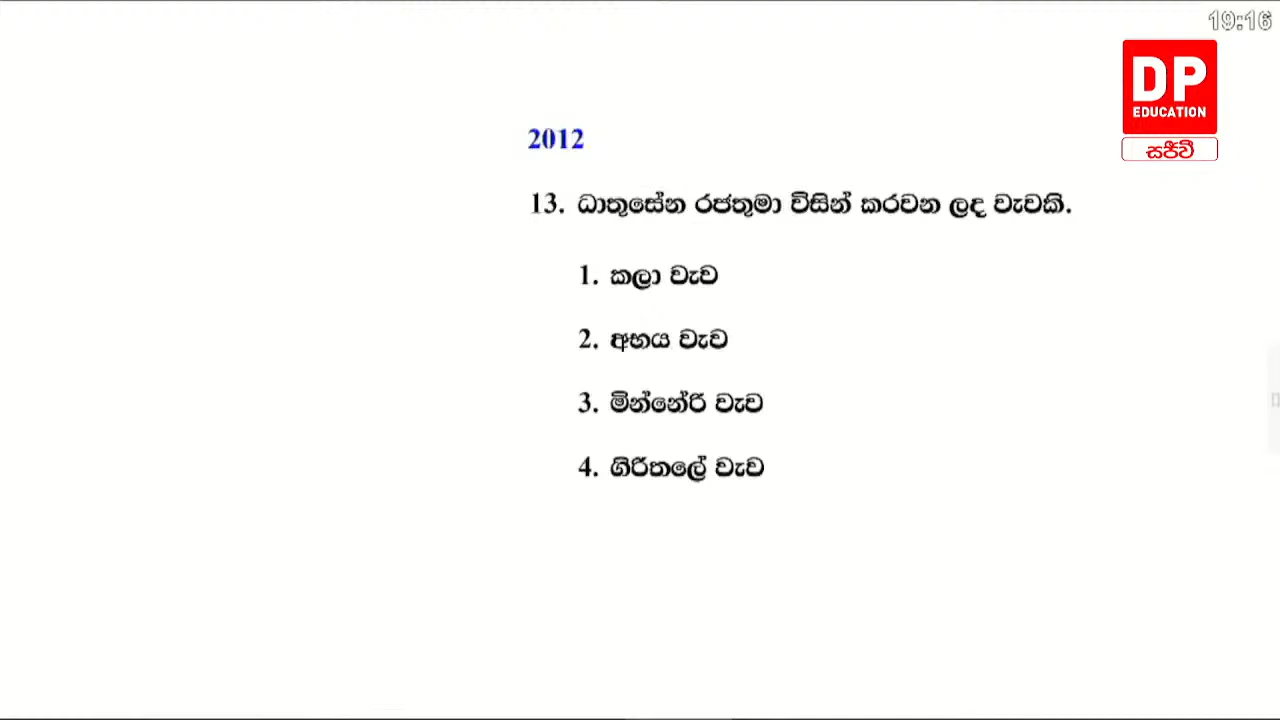 19:16
DP
EDUCATION
සජීවී
2012
13. ධාතුසේන රජතුමා විසින් කරවන ලද වැවකි.
1. කලා වැව
2. අභය වැව
3. මින්නේරි වැව
4. ගිරිතලේ වැව